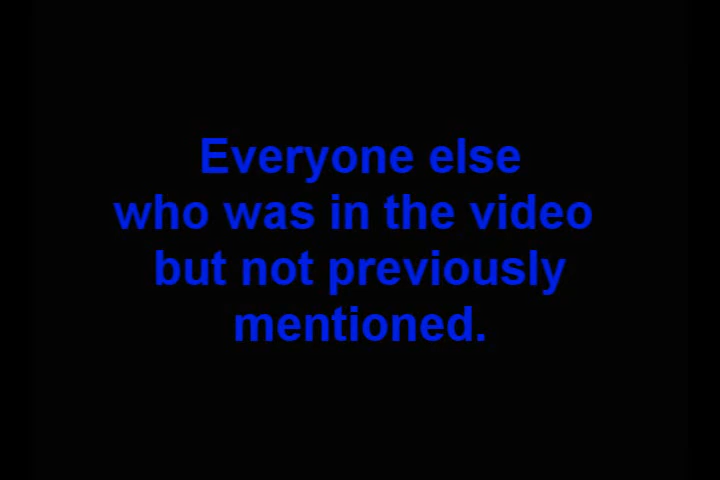 Everyone else
who was in the video
but not previously
mentioned.